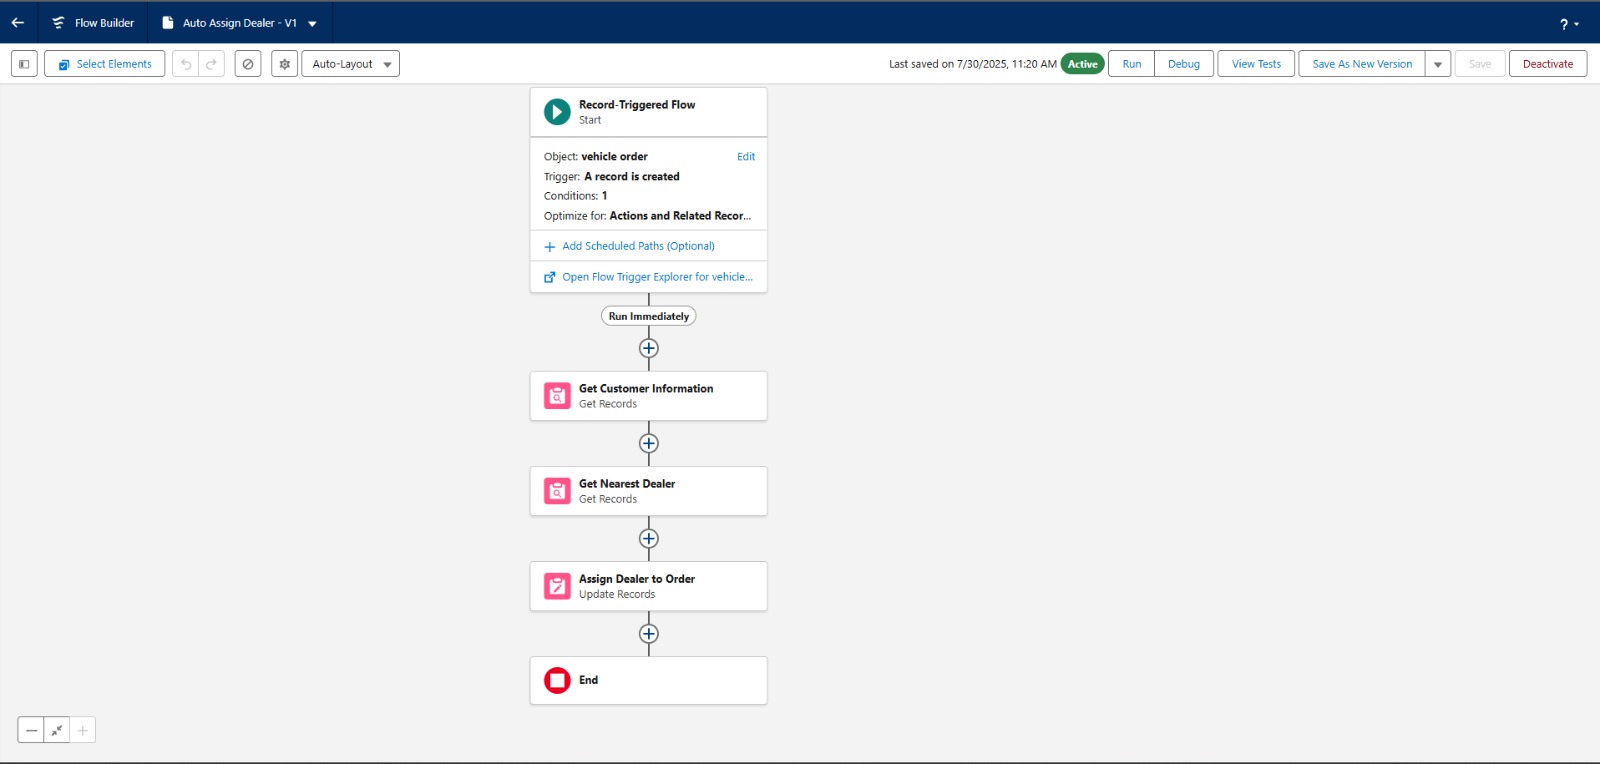 Flow Builder
Auto Assign Dealer - V1
?
Select Elements
Auto-Layout
Last saved on 7/30/2025, 11:20 AM
Active
Run
Debug
View Tests
Save As New Version
Save
Deactivate
Record-Triggered Flow
Start
Object: vehicle order
Edit
Trigger: A record is created
Conditions: 1
Optimize for: Actions and Related Recor...
Add Scheduled Paths (Optional)
Open Flow Trigger Explorer for vehicle...
Run Immediately
Get Customer Information
Get Records
Get Nearest Dealer
Get Records
Assign Dealer to Order
Update Records
End